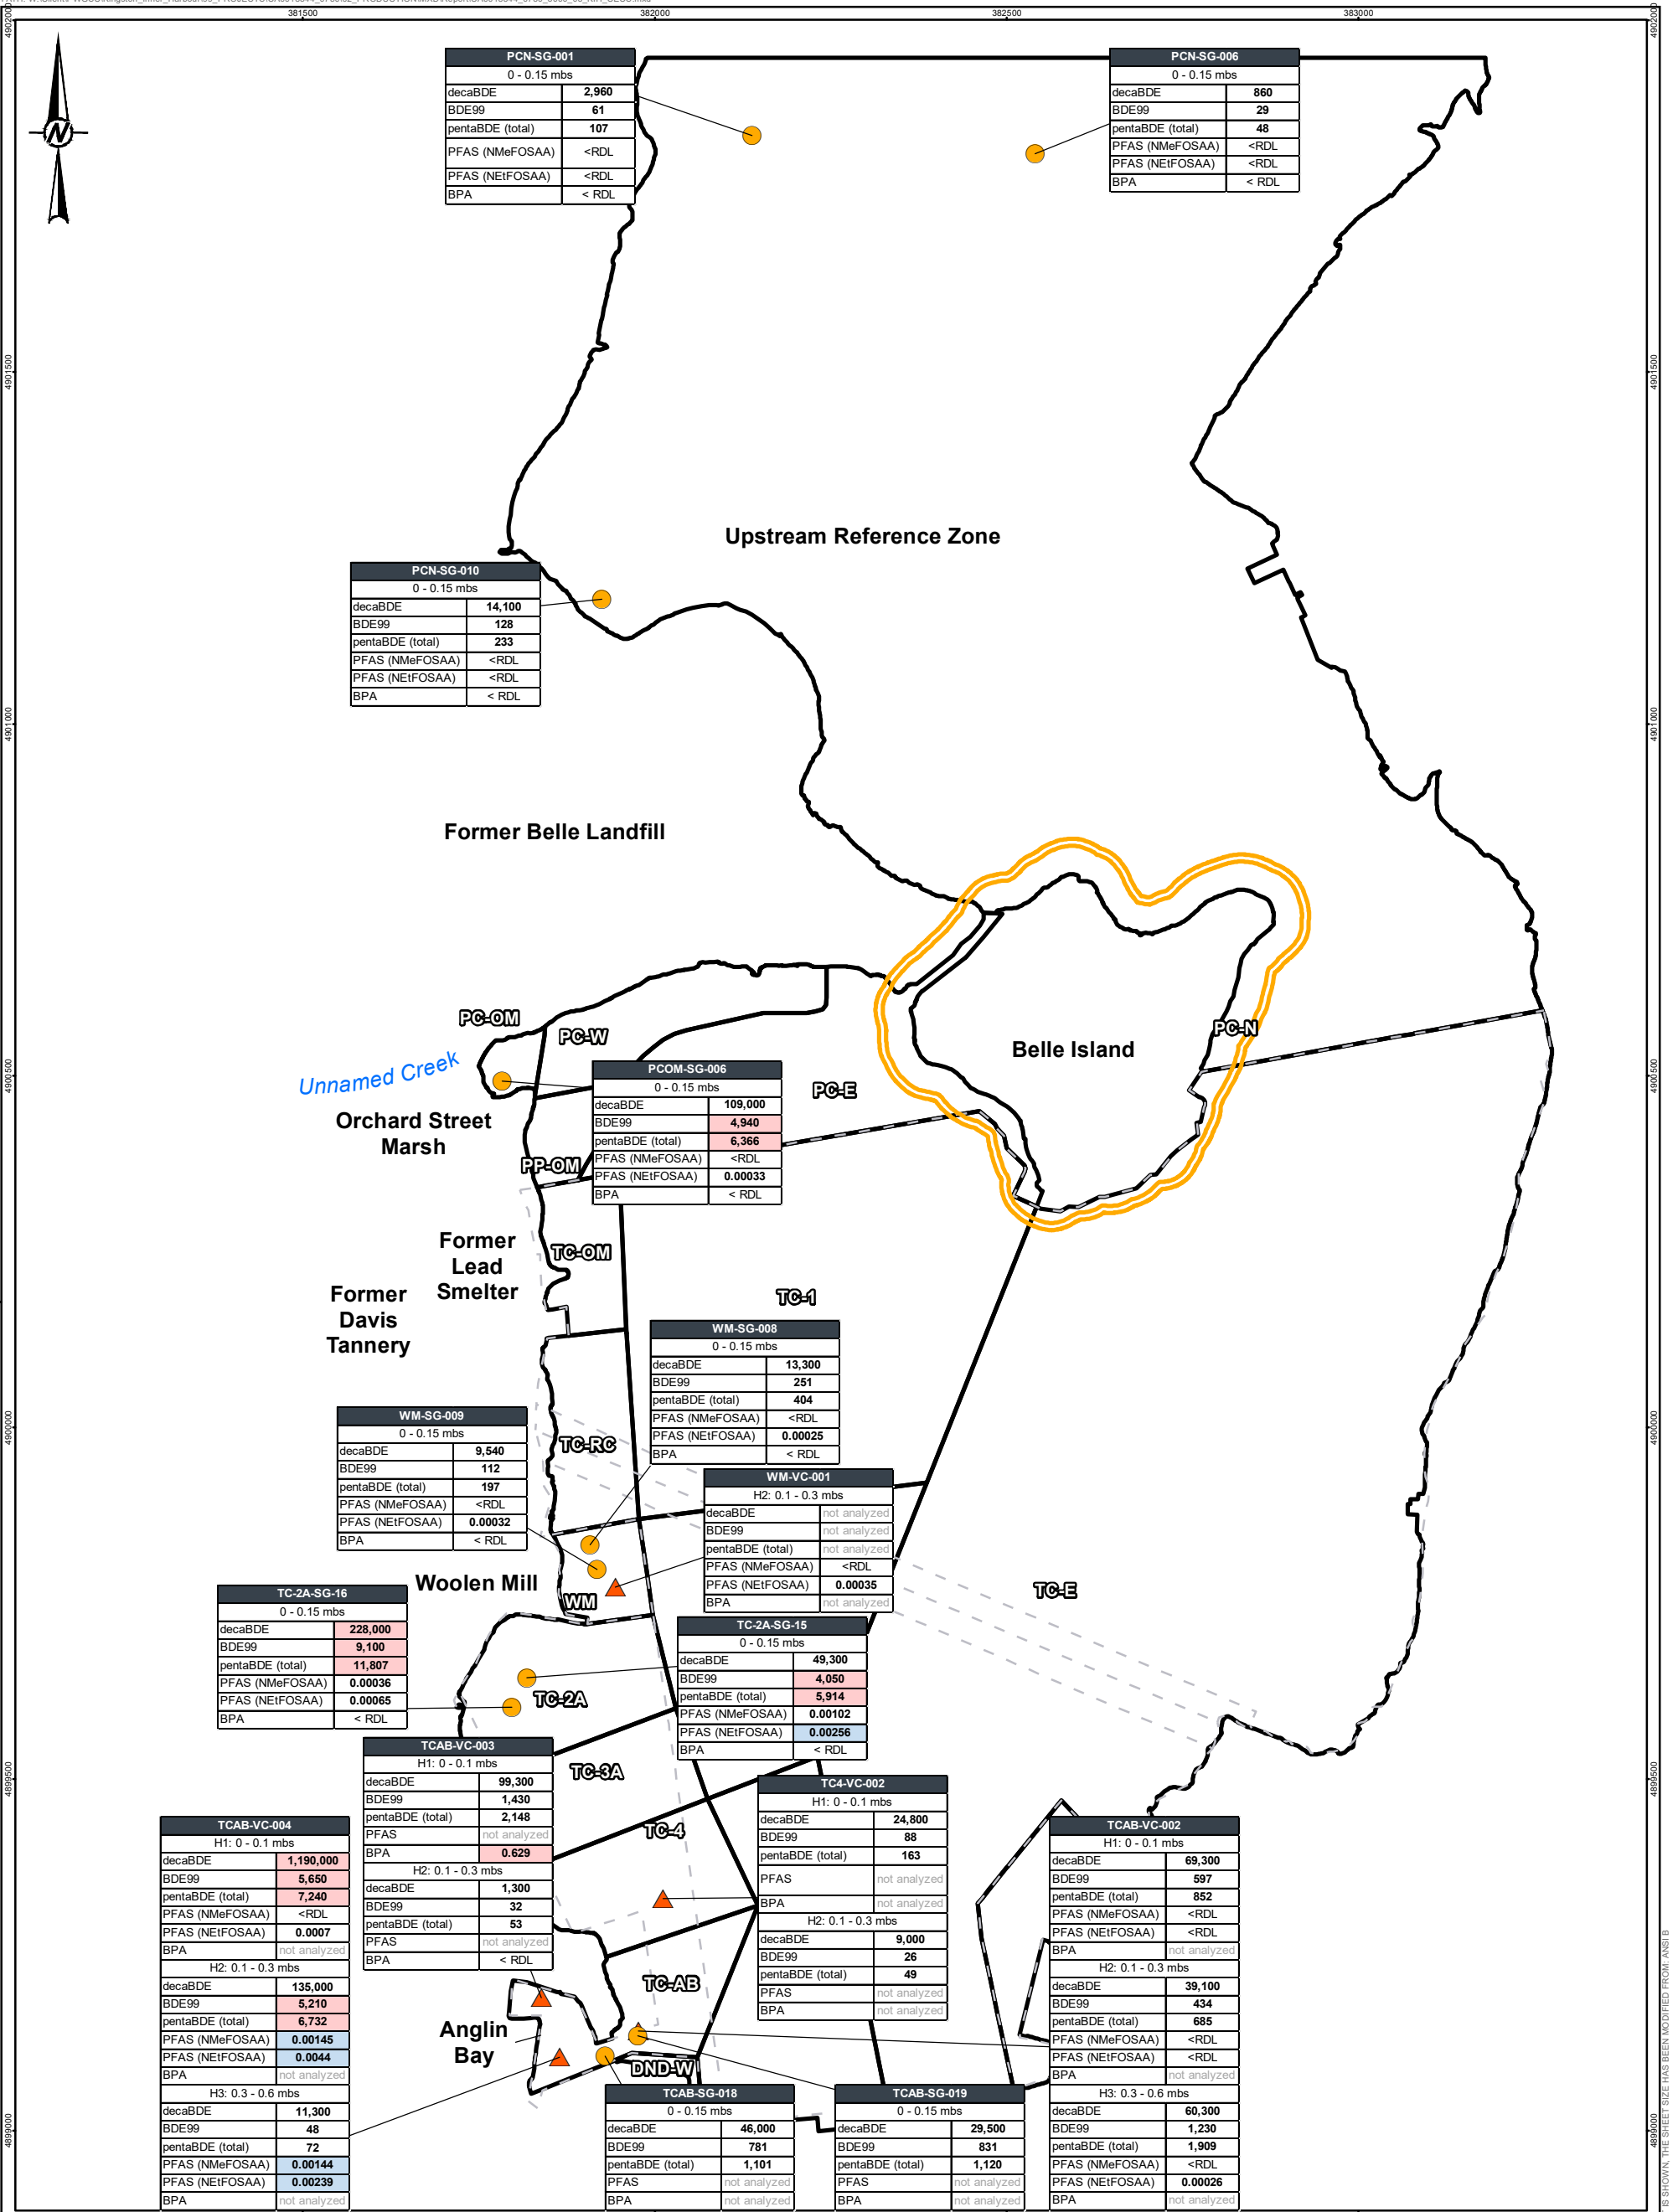 382000
381500
382500
383000
4902000
4902000
N
PCN-SG-001
0 - 0.15 mbs
decaBDE 2,960
BDE99 61
pentaBDE (total) 107
PFAS (NMeFOSAA) <RDL
PFAS (NEtFOSAA) <RDL
BPA < RDL
PCN-SG-006
0 - 0.15 mbs
decaBDE 860
BDE99 29
pentaBDE (total) 48
PFAS (NMeFOSAA) <RDL
PFAS (NEtFOSAA) <RDL
BPA < RDL
4901500
4901500
Upstream Reference Zone
PCN-SG-010
0 - 0.15 mbs
decaBDE 14,100
BDE99 128
pentaBDE (total) 233
PFAS (NMeFOSAA) <RDL
PFAS (NEtFOSAA) <RDL
BPA < RDL
4901000
4901000
Former Belle Landfill
PC-OM
PC-W
PC-N
Belle Island
Unnamed Creek
4900500
4900500
PC-E
Orchard Street
Marsh
PCOM-SG-006
0 - 0.15 mbs
decaBDE 109,000
BDE99 4,940
pentaBDE (total) 6,366
PFAS (NMeFOSAA) <RDL
PFAS (NEtFOSAA) 0.00033
BPA < RDL
PP-OM
Former
Lead
Smelter
TC-OM
Former
Davis
Tannery
TC-1
WM-SG-008
0 - 0.15 mbs
decaBDE 13,300
BDE99 251
pentaBDE (total) 404
PFAS (NMeFOSAA) <RDL
PFAS (NEtFOSAA) 0.00025
BPA < RDL
4900000
4900000
WM-SG-009
0 - 0.15 mbs
decaBDE 9,540
BDE99 112
pentaBDE (total) 197
PFAS (NMeFOSAA) <RDL
PFAS (NEtFOSAA) 0.00032
BPA < RDL
TC-RC
WM-VC-001
H2: 0.1 - 0.3 mbs
decaBDE not analyzed
BDE99 not analyzed
pentaBDE (total) not analyzed
PFAS (NMeFOSAA) <RDL
PFAS (NEtFOSAA) 0.00035
BPA not analyzed
Woolen Mill
WM
TC-E
TC-2A-SG-16
0 - 0.15 mbs
decaBDE 228,000
BDE99 9,100
pentaBDE (total) 11,807
PFAS (NMeFOSAA) 0.00036
PFAS (NEtFOSAA) 0.00065
BPA < RDL
TC-2A-SG-15
0 - 0.15 mbs
decaBDE 49,300
BDE99 4,050
pentaBDE (total) 5,914
PFAS (NMeFOSAA) 0.00102
PFAS (NEtFOSAA) 0.00256
BPA < RDL
TC-2A
TC-3A
4899500
4899500
TCAB-VC-003
H1: 0 - 0.1 mbs
decaBDE 99,300
BDE99 1,430
pentaBDE (total) 2,148
PFAS not analyzed
BPA 0.629
H2: 0.1 - 0.3 mbs
decaBDE 1,300
BDE99 32
pentaBDE (total) 53
PFAS not analyzed
BPA < RDL
TC4-VC-002
H1: 0 - 0.1 mbs
decaBDE 24,800
BDE99 88
pentaBDE (total) 163
PFAS not analyzed
BPA not analyzed
H2: 0.1 - 0.3 mbs
decaBDE 9,000
BDE99 26
pentaBDE (total) 49
PFAS not analyzed
BPA not analyzed
TC-4
TCAB-VC-004
H1: 0 - 0.1 mbs
decaBDE 1,190,000
BDE99 5,650
pentaBDE (total) 7,240
PFAS (NMeFOSAA) <RDL
PFAS (NEtFOSAA) 0.0007
BPA not analyzed
H2: 0.1 - 0.3 mbs
decaBDE 135,000
BDE99 5,210
pentaBDE (total) 6,732
PFAS (NMeFOSAA) 0.00145
PFAS (NEtFOSAA) 0.0044
BPA not analyzed
H3: 0.3 - 0.6 mbs
decaBDE 11,300
BDE99 48
pentaBDE (total) 72
PFAS (NMeFOSAA) 0.00144
PFAS (NEtFOSAA) 0.00239
BPA not analyzed
TCAB-VC-002
H1: 0 - 0.1 mbs
decaBDE 69,300
BDE99 597
pentaBDE (total) 852
PFAS (NMeFOSAA) <RDL
PFAS (NEtFOSAA) <RDL
BPA not analyzed
H2: 0.1 - 0.3 mbs
decaBDE 39,100
BDE99 434
pentaBDE (total) 685
PFAS (NMeFOSAA) <RDL
PFAS (NEtFOSAA) <RDL
BPA not analyzed
H3: 0.3 - 0.6 mbs
decaBDE 60,300
BDE99 1,230
pentaBDE (total) 1,909
PFAS (NMeFOSAA) <RDL
PFAS (NEtFOSAA) 0.00026
BPA not analyzed
TC-AB
Anglin
Bay
DND-W
TCAB-SG-018
0 - 0.15 mbs
decaBDE 46,000
BDE99 781
pentaBDE (total) 1,101
PFAS not analyzed
BPA not analyzed
TCAB-SG-019
0 - 0.15 mbs
decaBDE 29,500
BDE99 831
pentaBDE (total) 1,120
PFAS not analyzed
BPA not analyzed
4899000
4899000
IS SHOWN, THE SHEET SIZE HAS BEEN MODIFIED FROM: ANSI B